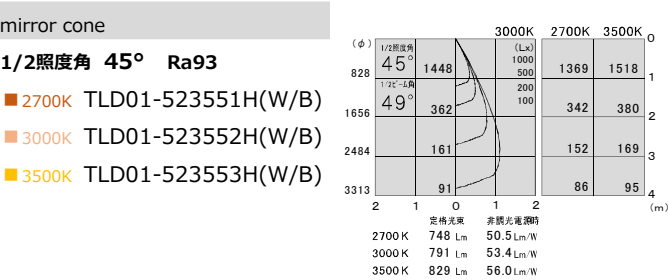 mirror cone
1/2照度角 45° Ra93
2700K TLD01-523551H(W/B)
3000K TLD01-523552H(W/B)
3500K TLD01-523553H(W/B)
3000K 2700K 3500K
(φ) 1/2照度角 45° (Lx) 0
1000
828 1448 500 1369 1518 1
1/2ビーム角 49° 200
100
1656 362 342 380 2
2484 161 152 169 3
3313 91 86 95 4
2 1 0 1 2 (m)
定格光束 非調光電源時
2700K 748 Lm 50.5 Lm/W
3000K 791 Lm 53.4 Lm/W
3500K 829 Lm 56.0 Lm/W